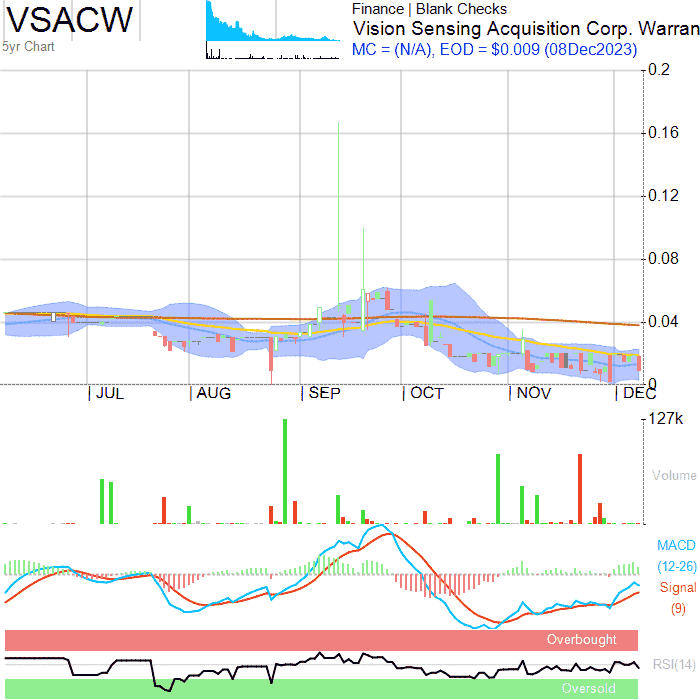 VSACW
5yr Chart
Finance | Blank Checks
Vision Sensing Acquisition Corp. Warran
MC = (N/A), EOD = $0.009 (08Dec2023)
0.2
0.16
0.12
0.08
0.04
0
JUL AUG SEP OCT NOV DEC
127k
Volume
MACD
(12-26)
Signal
(9)
Overbought
RSI(14)
Oversold